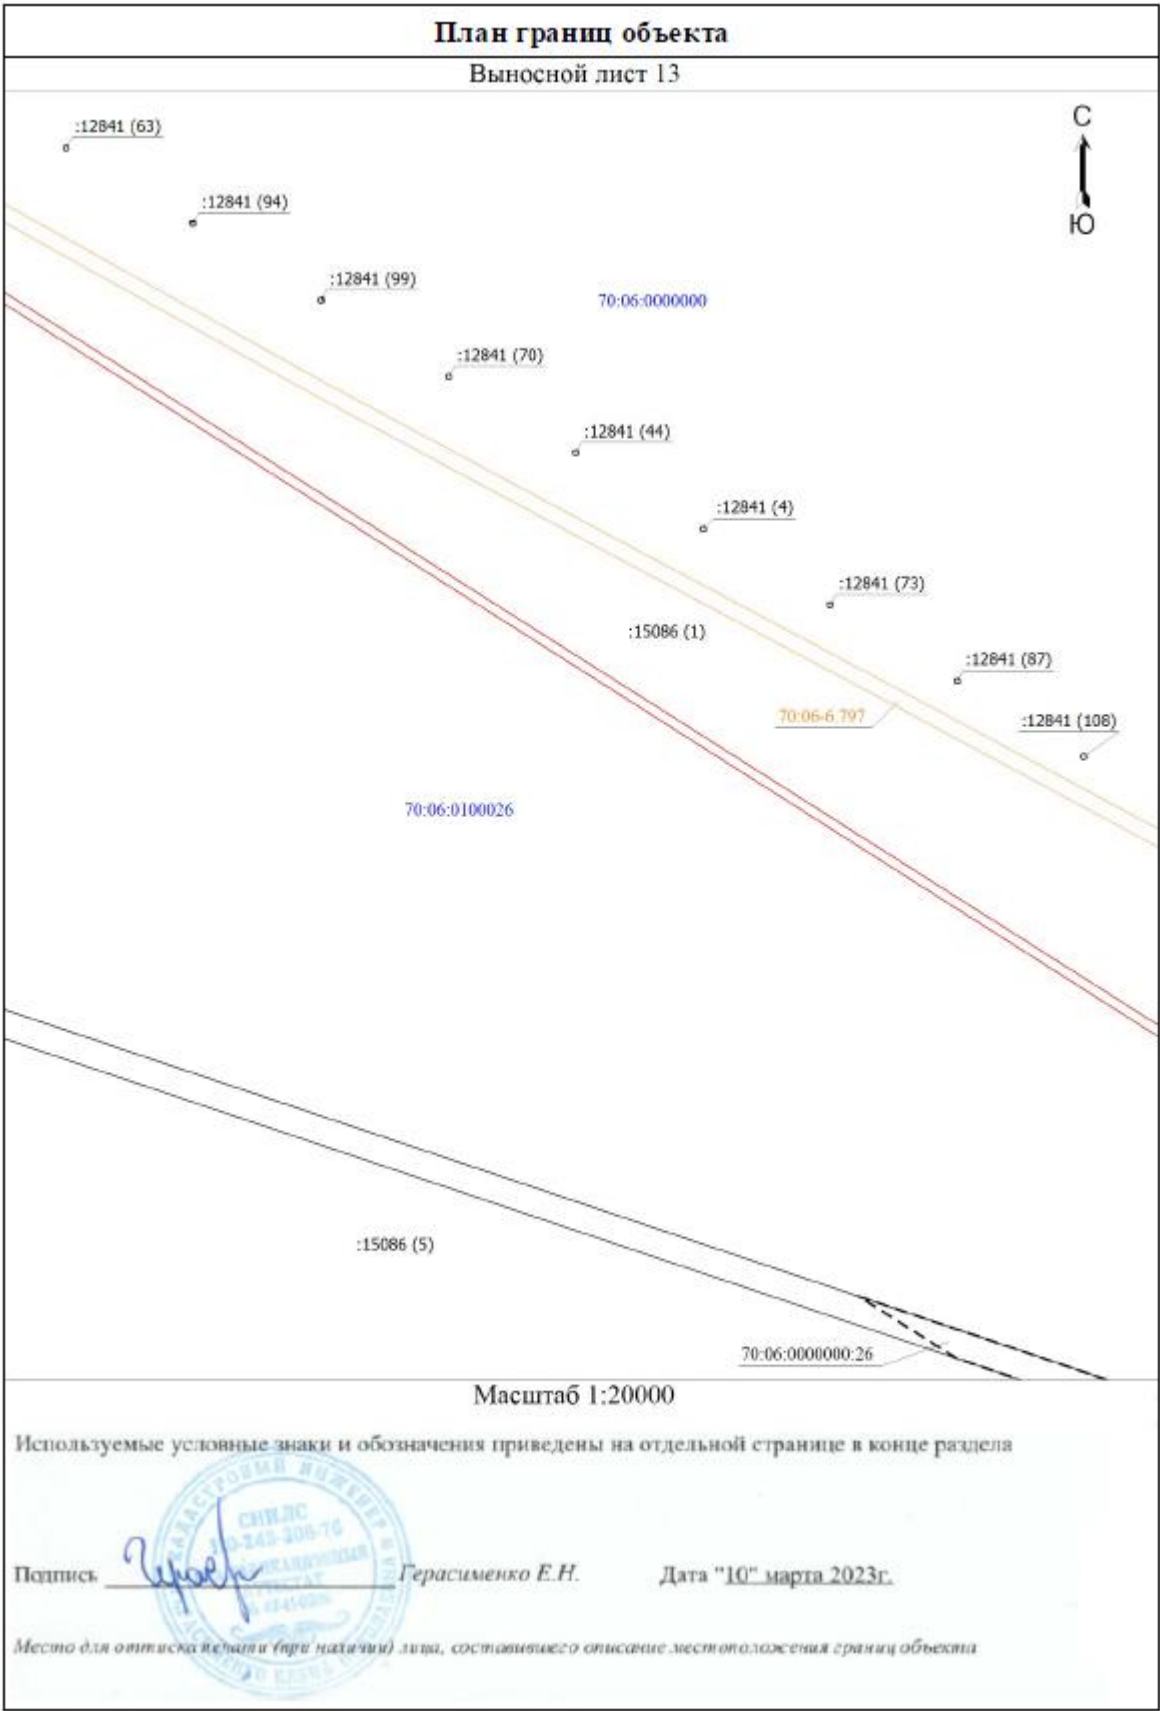 План границ объекта
Выносной лист 13
С
Ю
:12841 (63)
:12841 (94)
:12841 (99)
70:06:0000000
:12841 (70)
:12841 (44)
:12841 (4)
:12841 (73)
:15086 (1)
:12841 (87)
70:06-6.797
:12841 (108)
70:06:0100026
:15086 (5)
70:06:0000000:26
Масштаб 1:20000
Используемые условные знаки и обозначения приведены на отдельной странице в конце раздела
КАДАСТРОВЫЙ ИНЖЕНЕР
СНИЛС
Подпись Герасименко Е.Н. Дата "10" марта 2023г.
Место для оттиска печати (при наличии) лица, составившего описание местоположения границ объекта